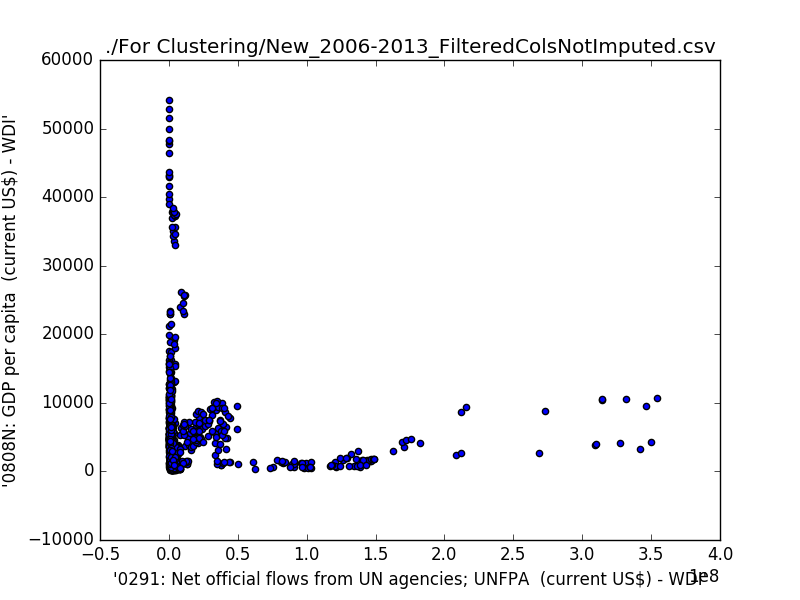 ./For Clustering/New_2006-2013_FilteredColsNotImputed.csv
60000
50000
40000
30000
20000
10000
0
−10000
'0808N: GDP per capita  (current US$) - WDI'
−0.5 0.0 0.5 1.0 1.5 2.0 2.5 3.0 3.5 4.0
1e8
'0291: Net official flows from UN agencies; UNFPA  (current US$) - WDI'